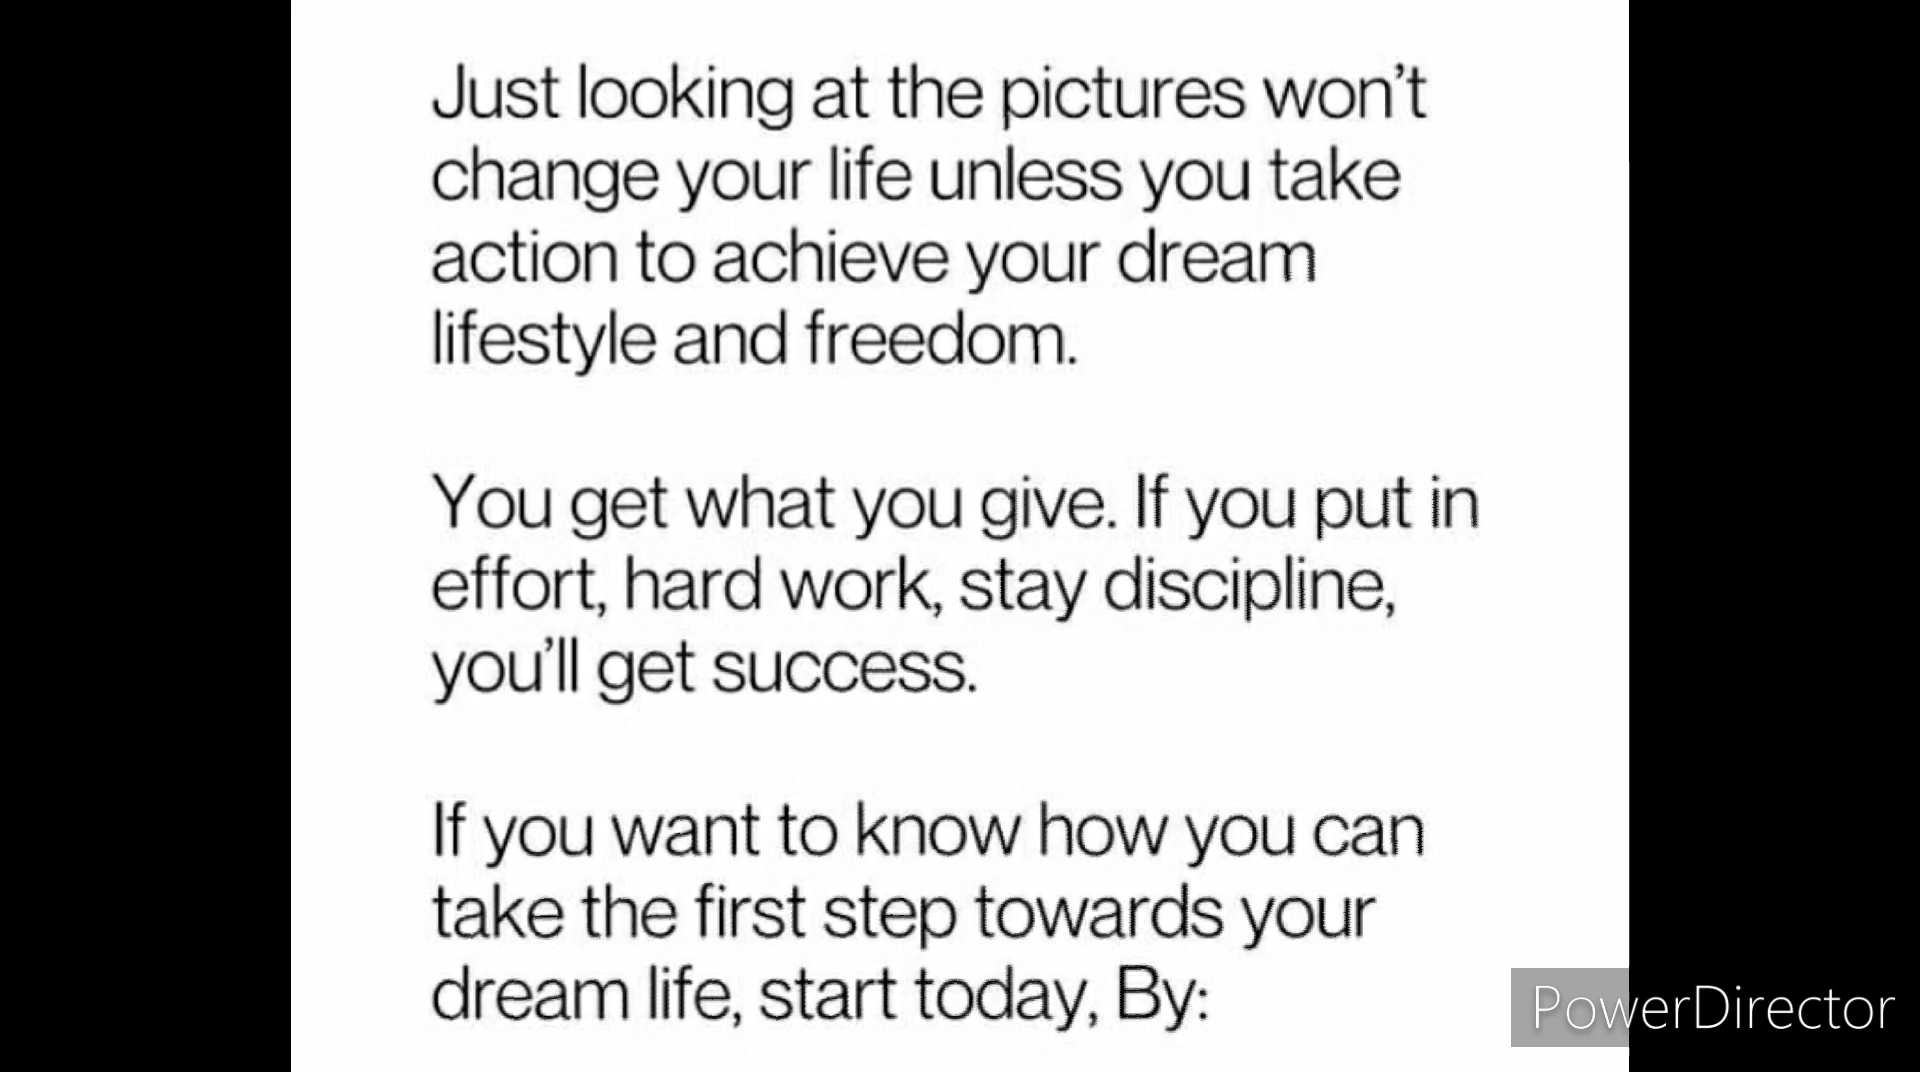 Just looking at the pictures won't
change your life unless you take
action to achieve your dream
lifestyle and freedom.
You get what you give. If you put in
effort, hard work, stay discipline,
you'll get success.
If you want to know how you can
take the first step towards your
dream life, start today, By:
PowerDirector